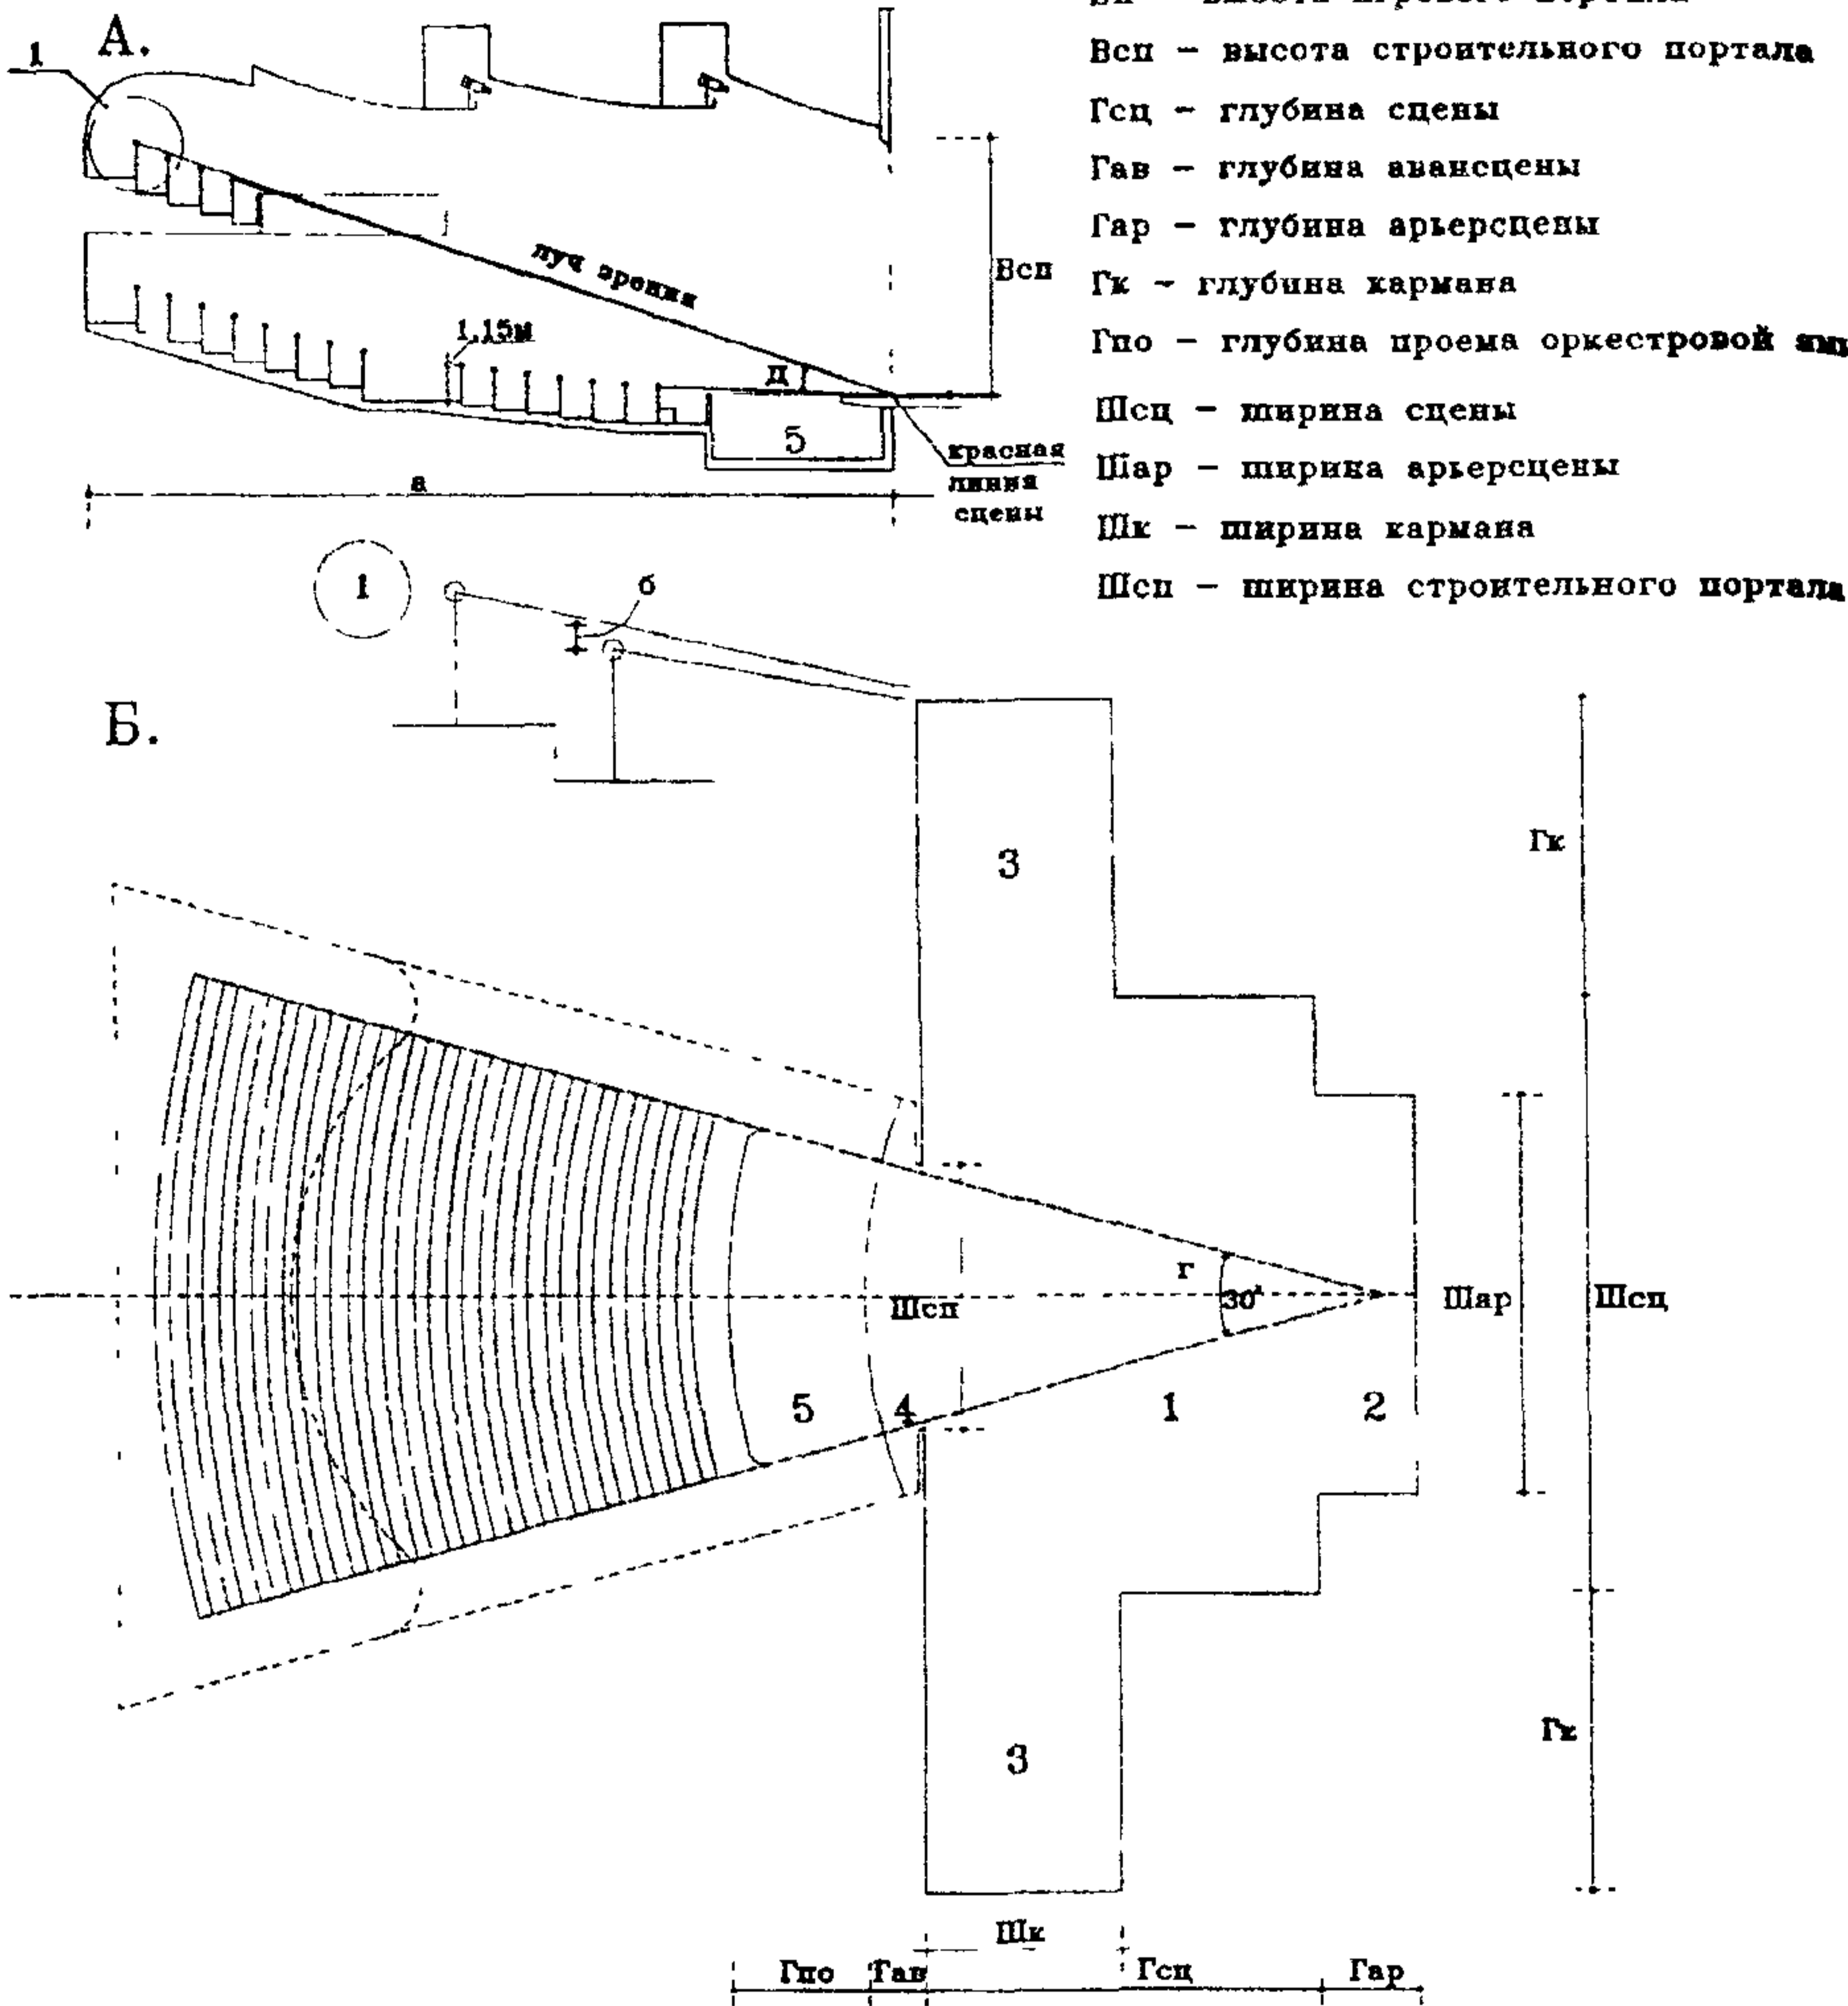 А.
1
луч зрения
1,15м
Д
5
Всп
красная
линия
сцены
а
Всп – высота строительного портала
Гсц – глубина сцены
Гав – глубина авансцены
Гар – глубина арьерсцены
Гк – глубина кармана
Гпо – глубина проема оркестровой
Шсц – ширина сцены
Шар – ширина арьерсцены
Шк – ширина кармана
Шсп – ширина строительного портала
1
б
Б.
3
Гк
Шсп
г
30°
Шар
Шсц
5
4
1
2
3
Гк
Шк
Гпо
Гав
Гсц
Гар